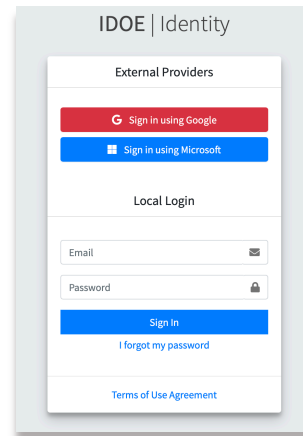 IDOE | Identity
External Providers
Sign in using Google
Sign in using Microsoft
Local Login
Email
Password
Sign In
I forgot my password
Terms of Use Agreement